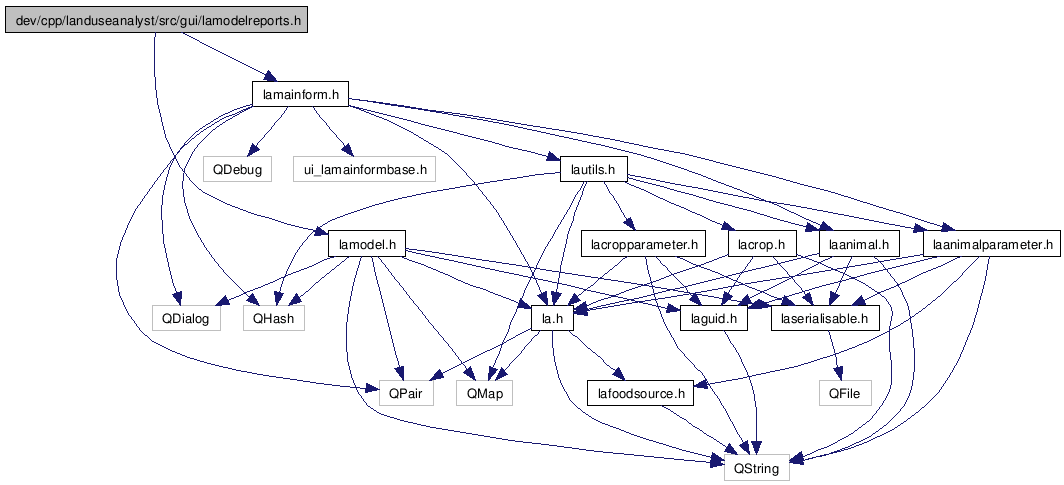 dev/cpp/landuseanalyst/src/gui/lamodelreports.h
lamainform.h
QDebug
ui_lamainformbase.h
lautils.h
lamodel.h
lacropparameter.h
lacrop.h
laanimal.h
laanimalparameter.h
QDialog
QHash
la.h
laguid.h
laserialisable.h
QPair
QMap
lafoodsource.h
QFile
QString